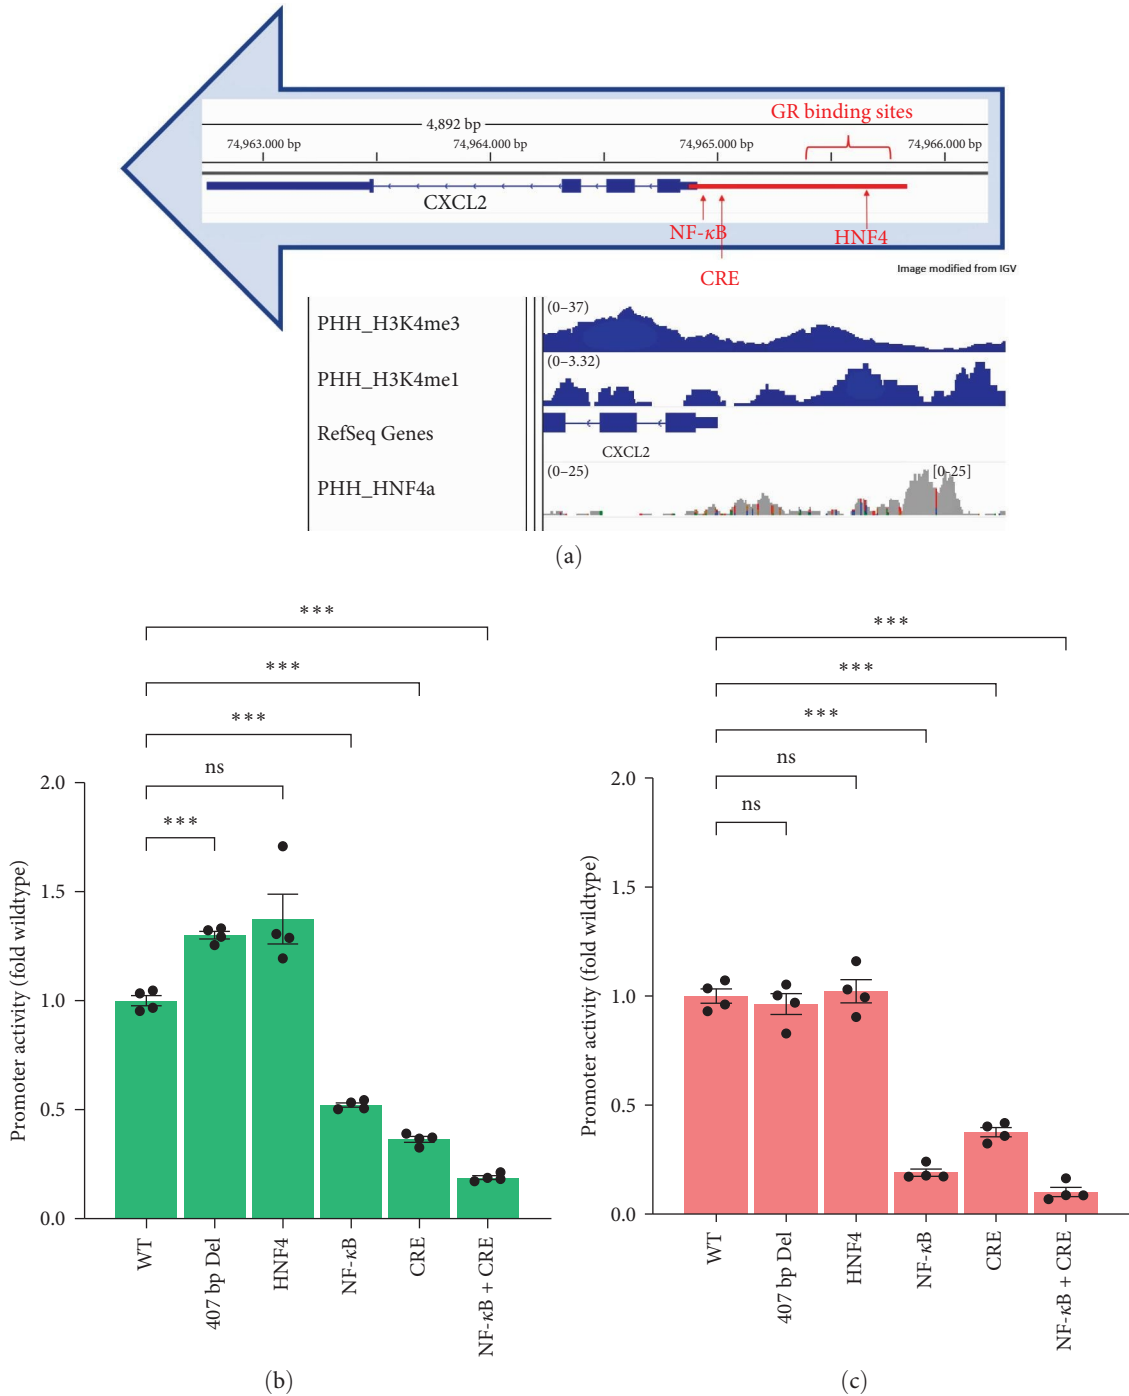 GR binding sites
4,892 bp
74,963.000 bp
74,964.000 bp
74,965.000 bp
74,966.000 bp
CXCL2
NF-κB
HNF4
CRE
Image modified from IGV
PHH_H3K4me3
(0–37)
PHH_H3K4me1
(0–3.32)
RefSeq Genes
CXCL2
PHH_HNF4a
(0–25)
[0-25]
(a)
***
***
***
ns
***
Promoter activity (fold wildtype)
2.0
1.5
1.0
0.5
0.0
WT
407 bp Del
HNF4
NF-κB
CRE
NF-κB + CRE
(b)
***
***
***
ns
ns
Promoter activity (fold wildtype)
2.0
1.5
1.0
0.5
0.0
WT
407 bp Del
HNF4
NF-κB
CRE
NF-κB + CRE
(c)